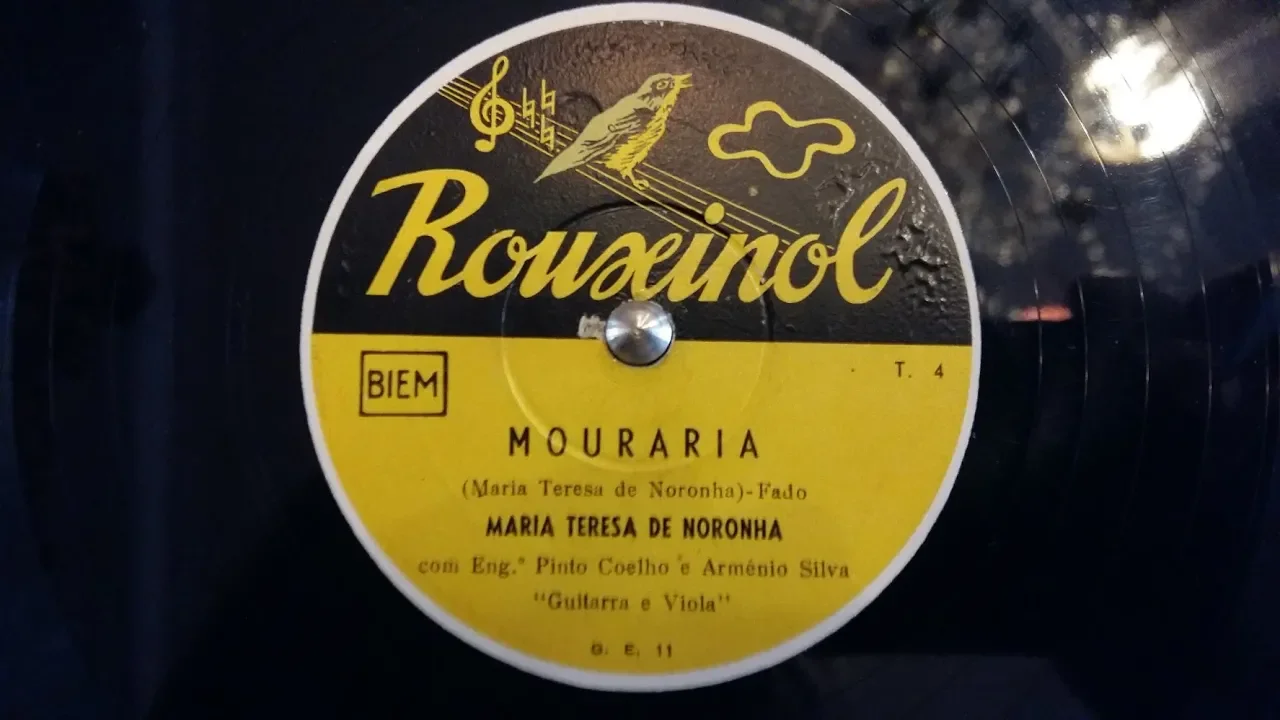 Rouxinol
BIEM
T. 4
MOURARIA
(Maria Teresa de Noronha)-Fado
MARIA TERESA DE NORONHA
com Eng.º Pinto Coelho e Arménio Silva
"Guitarra e Viola"
G. E. 11